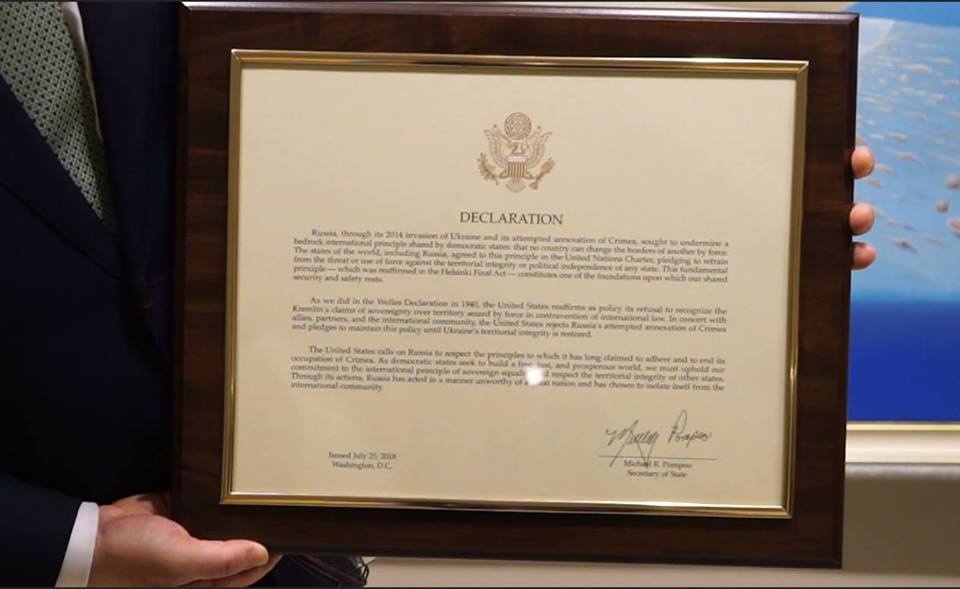 DECLARATION
Russia, through its 2014 invasion of Ukraine and its attempted annexation of Crimea, sought to undermine a
bedrock international principle shared by democratic states: that no country can change the borders of another by force.
The states of the world, including Russia, agreed to this principle in the United Nations Charter, pledging to refrain
from the threat or use of force against the territorial integrity or political independence of any state. This fundamental
principle — which was reaffirmed in the Helsinki Final Act — constitutes one of the foundations upon which our shared
security and safety rests.
As we did in the Welles Declaration in 1940, the United States reaffirms as policy its refusal to recognize the
Kremlin's claims of sovereignty over territory seized by force in contravention of international law. In concert with
allies, partners, and the international community, the United States rejects Russia's attempted annexation of Crimea
and pledges to maintain this policy until Ukraine's territorial integrity is restored.
The United States calls on Russia to respect the principles to which it has long claimed to adhere and to end its
occupation of Crimea. As democratic states seek to build a just, and prosperous world, we must uphold our
commitment to the international principle of sovereign respect the territorial integrity of other states.
Through its actions, Russia has acted in a manner unworthy of a nation and has chosen to isolate itself from the
international community.
Issued July 25, 2018
Washington, D.C.
Michael R. Pompeo
Secretary of State